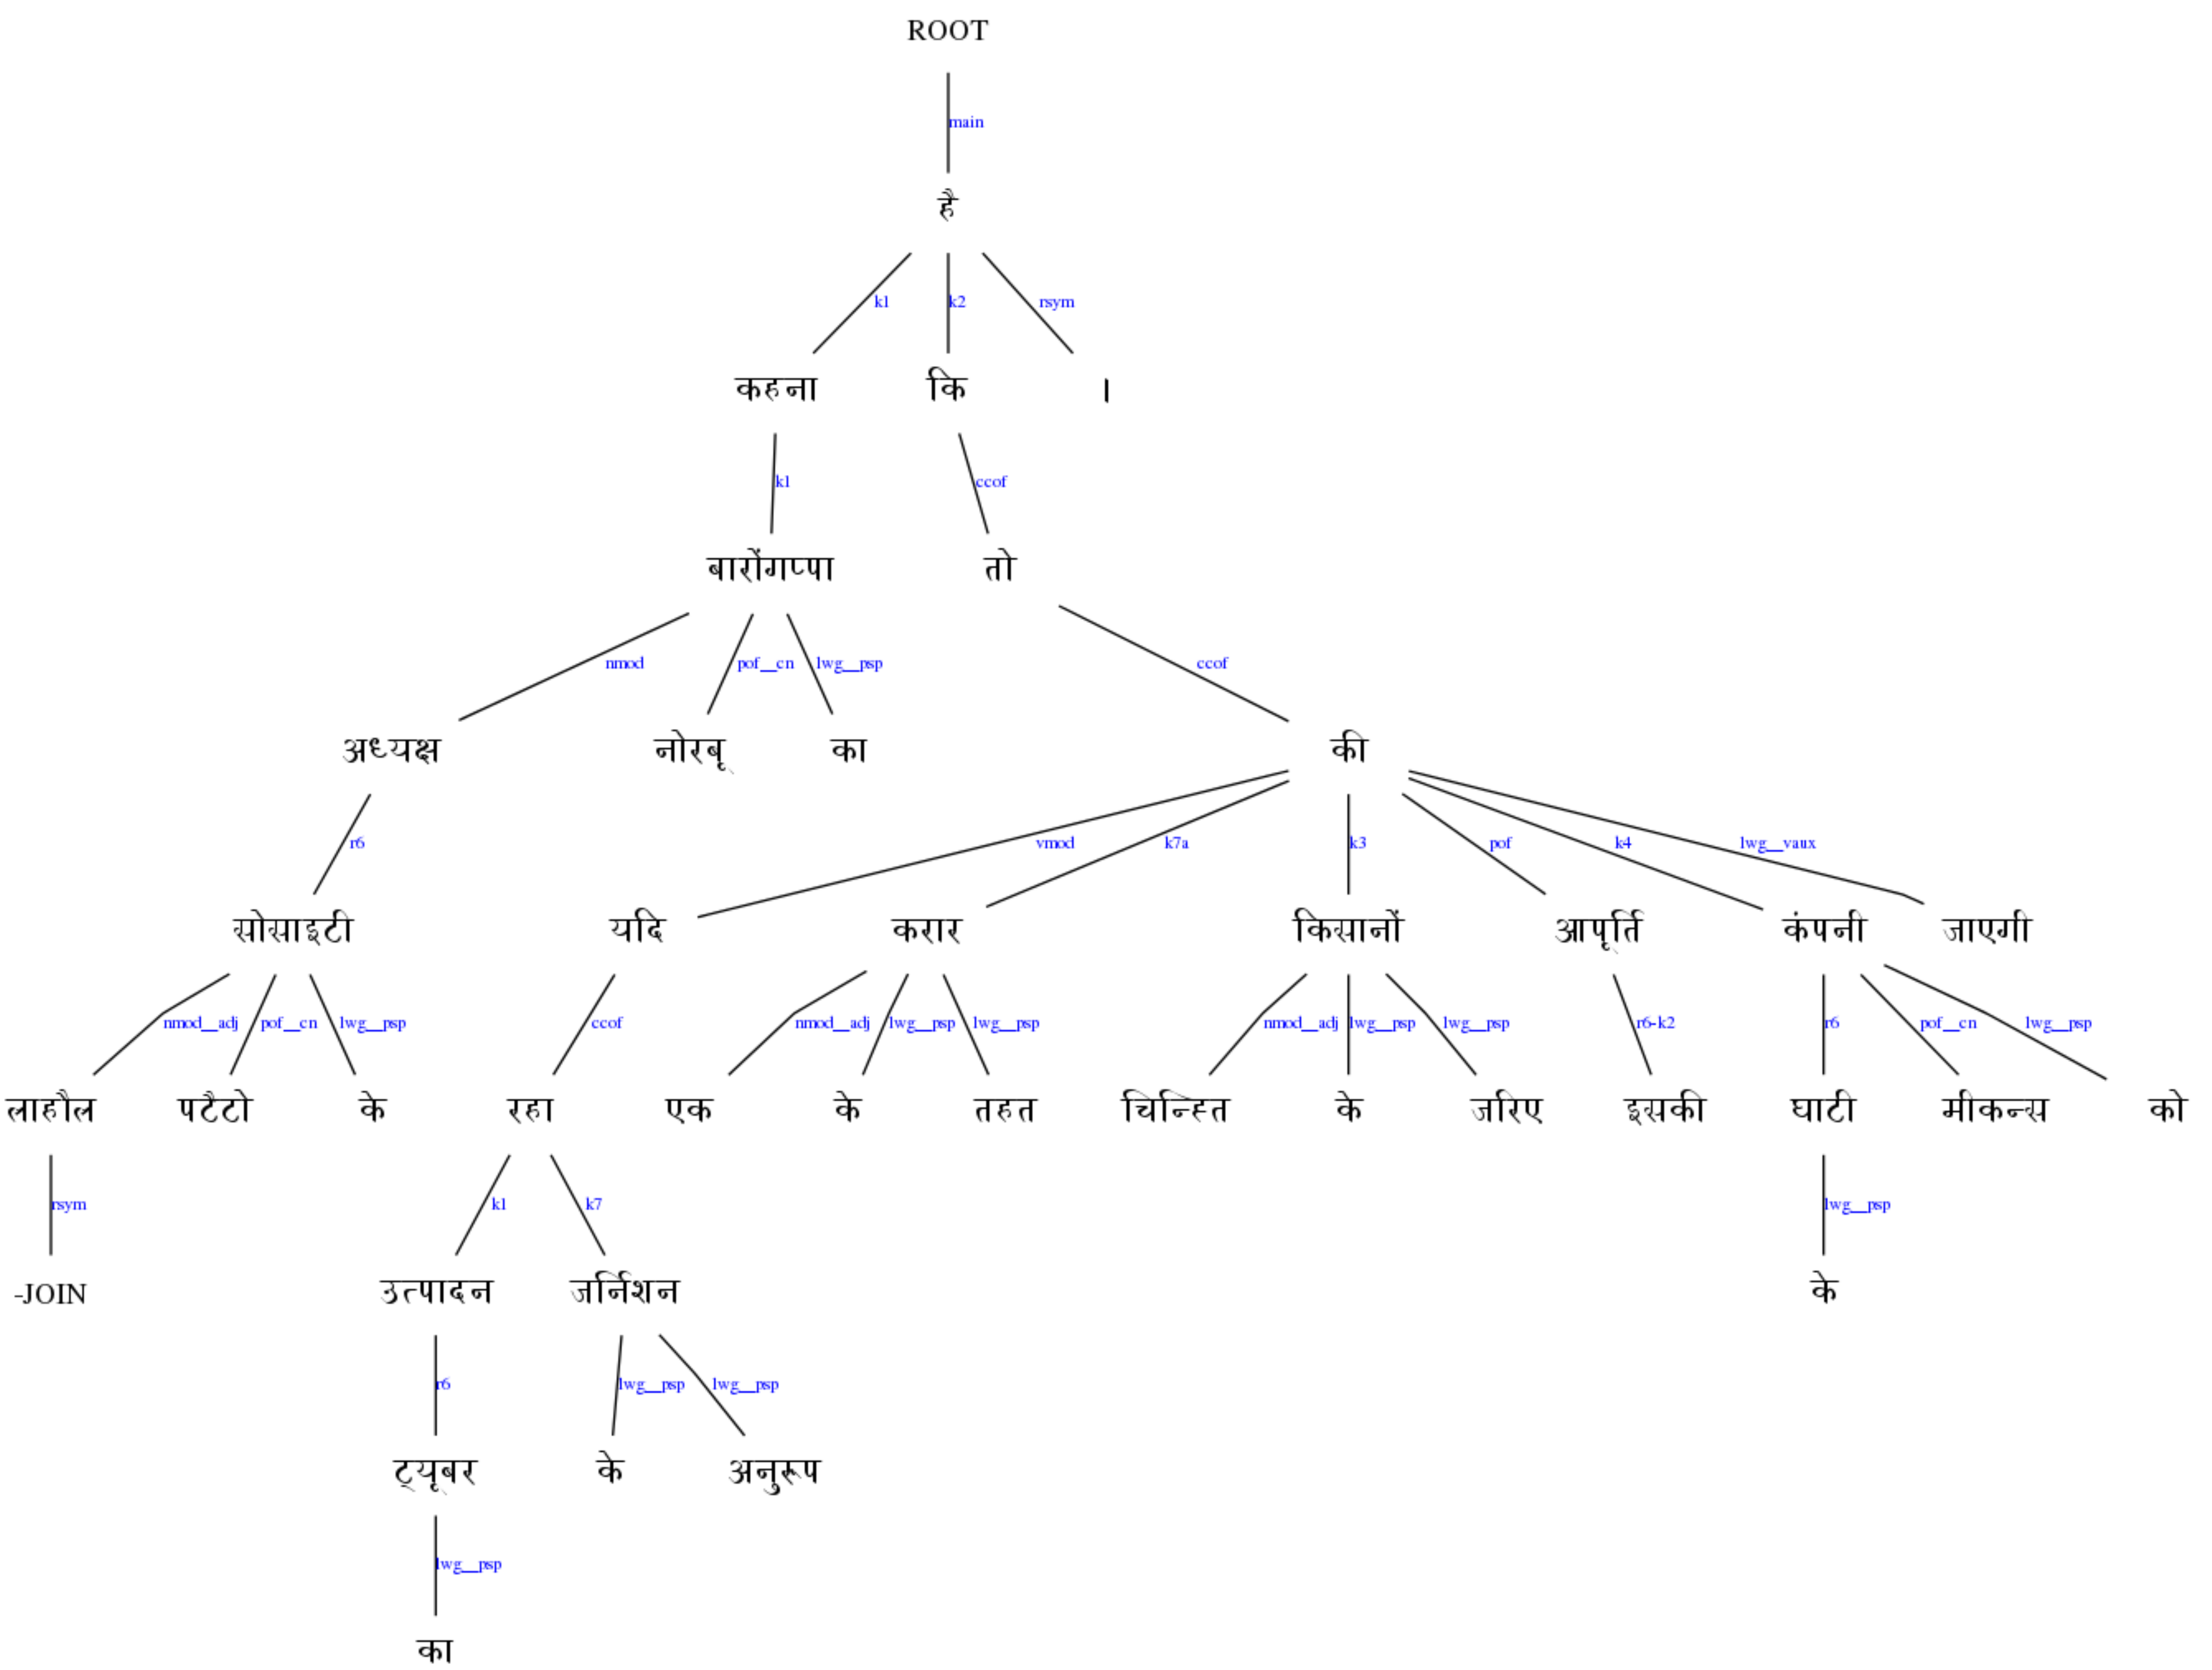 ROOT
main
है
k1 k2 rsym
कहना कि ।
k1 ccof
बारोंगप्पा तो
nmod pof__cn lwg__psp ccof
अध्यक्ष नोरबू का की
r6 vmod k7a k3 pof k4 lwg__vaux
सोसाइटी यदि करार किसानों आपूर्ति कंपनी जाएगी
nmod__adj pof__cn lwg__psp ccof nmod__adj lwg__psp lwg__psp nmod__adj lwg__psp lwg__psp r6-k2 r6 pof__cn lwg__psp
लाहौल पटैटो के रहा एक के तहत चिन्हित के जरिए इसकी घाटी मीकन्स को
rsym k1 k7 lwg__psp
-JOIN उत्पादन जर्निशन के
r6 lwg__psp lwg__psp
ट्यूबर के अनुरूप
lwg__psp
का